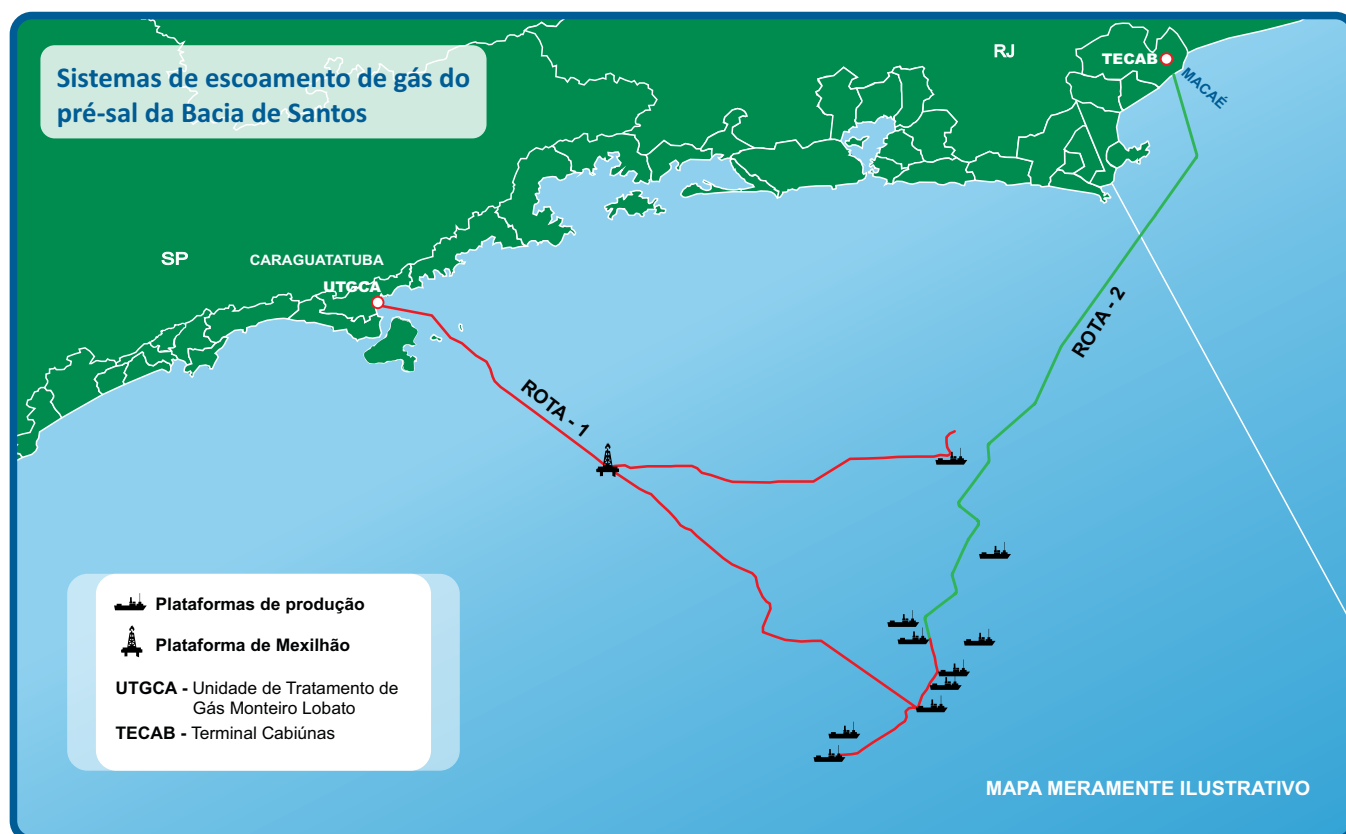 Sistemas de escoamento de gás do
pré-sal da Bacia de Santos
RJ
TECAB
MACAÉ
SP
CARAGUATATUBA
UTGCA
ROTA - 1
ROTA - 2
Plataformas de produção
Plataforma de Mexilhão
UTGCA - Unidade de Tratamento de
Gás Monteiro Lobato
TECAB - Terminal Cabiúnas
MAPA MERAMENTE ILUSTRATIVO